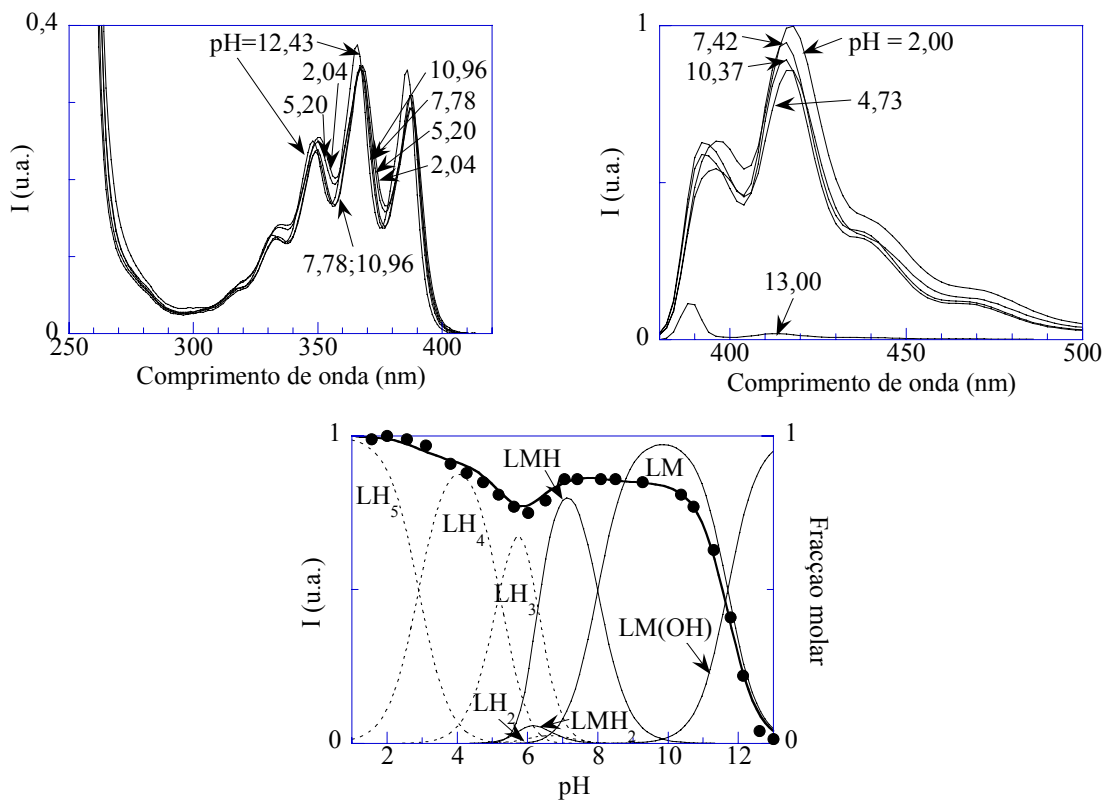 0,4
pH=12,43
2,04
5,20
10,96
7,78
5,20
2,04
7,78;10,96
I (u.a.)
0
250
300
350
400
Comprimento de onda (nm)
1
7,42
10,37
pH = 2,00
4,73
13,00
I (u.a.)
0
400
450
500
Comprimento de onda (nm)
1
1
LMH
LM
LH5
LH4
LH3
LM(OH)
LH2
LMH2
I (u.a.)
Fracçao molar
0
0
2
4
6
8
10
12
pH